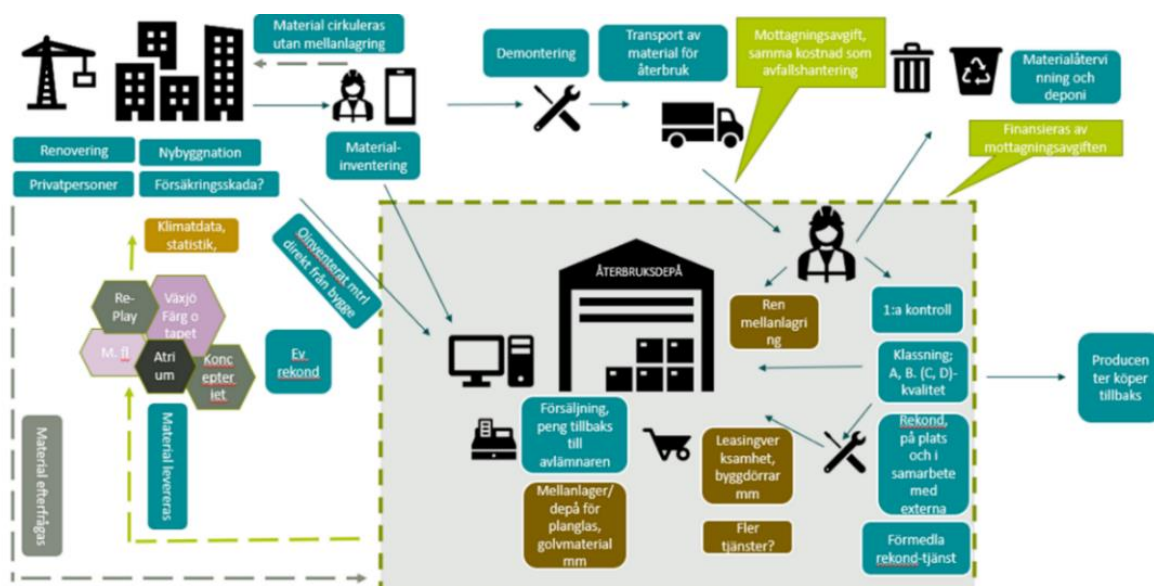 Material cirkuleras
utan mellanlagring
Demontering
Transport av
material för
återbruk
Mottagningsavgift,
samma kostnad som
avfallshantering
Materialåtervi
nning och
deponi
Renovering
Nybyggnation
Material-
inventering
Finansieras av
mottagningsavgiften
Privatpersoner
Försäkringsskada?
Klimatdata,
statistik,
Oinventerat mtrl
direkt från bygge
Re-
Play
Växjö
Färg o
tapet
M. fl
Atri
um
Konc
epter
iet
Ev
rekond
Material efterfrågas
Material levereras
ÅTERBRUKSDEPÅ
Ren
mellanlagri
ng
1:a kontroll
Klassning;
A, B. (C, D)-
kvalitet
Producen
ter köper
tillbaks
Försäljning,
peng tillbaks
till
avlämnaren
Leasingver
ksamhet,
byggdörrar
mm
Rekond,
på plats
och i
samarbete
med
externa
Mellanlager/
depå för
planglas,
golvmaterial
mm
Fler
tjänster?
Förmedla
rekond-tjänst